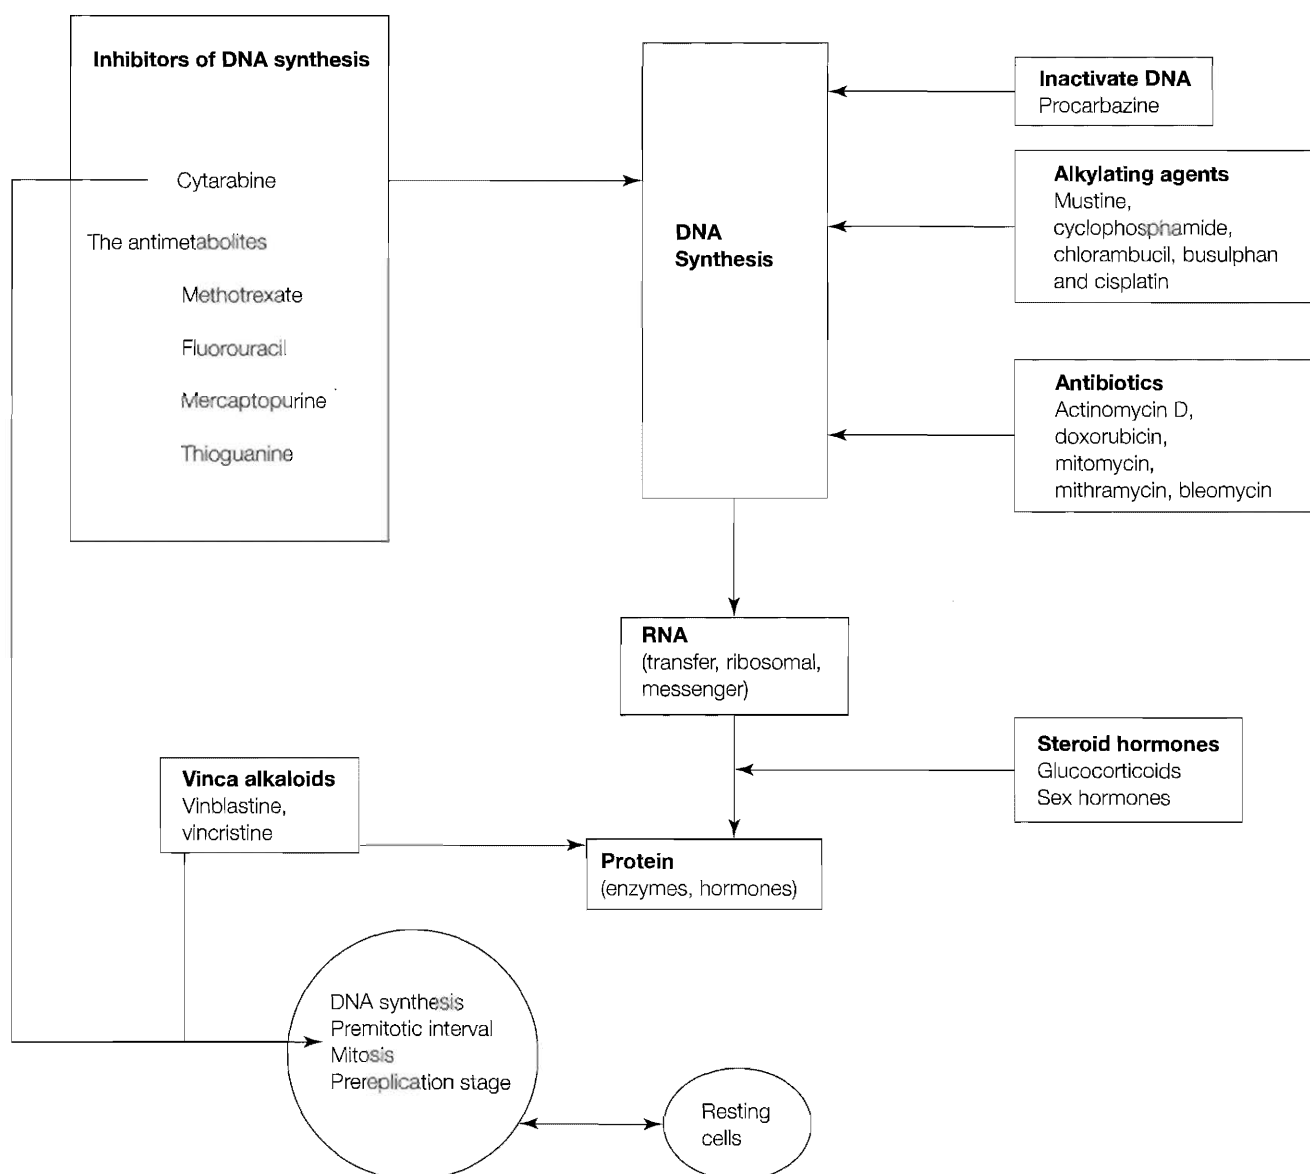 Inhibitors of DNA synthesis
Cytarabine
The antimetabolites
Methotrexate
Fluorouracil
Mercaptopurine
Thioguanine
DNA
Synthesis
Inactivate DNA
Procarbazine
Alkylating agents
Mustine,
cyclophosphamide,
chlorambucil, busulphan
and cisplatin
Antibiotics
Actinomycin D,
doxorubicin,
mitomycin,
mithramycin, bleomycin
RNA
(transfer, ribosomal,
messenger)
Steroid hormones
Glucocorticoids
Sex hormones
Vinca alkaloids
Vinblastine,
vincristine
Protein
(enzymes, hormones)
DNA synthesis
Premitotic interval
Mitosis
Prereplication stage
Resting
cells